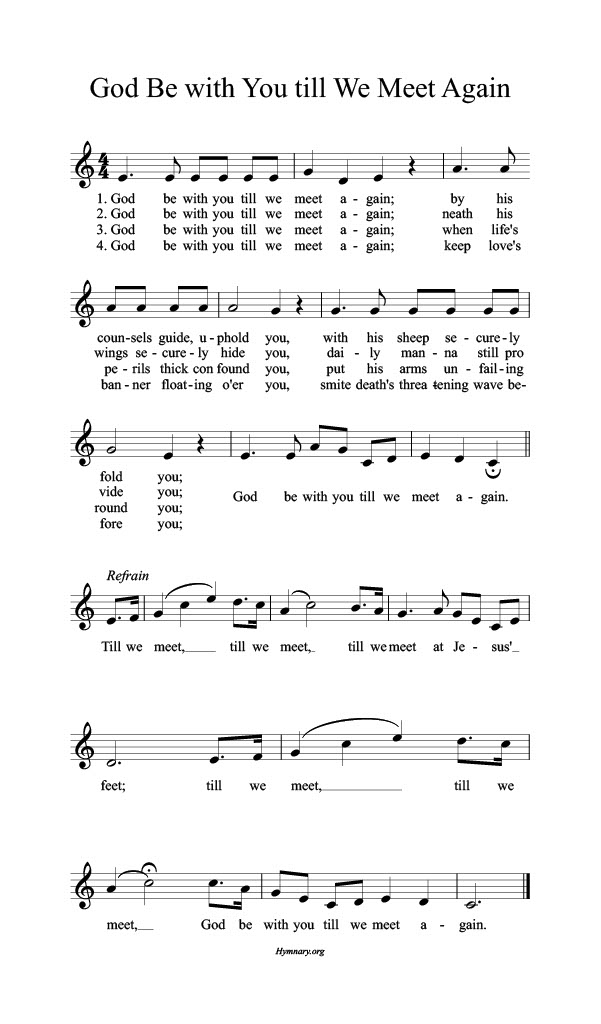 God Be with You till We Meet Again
4
4
1. God be with you till we meet a - gain; by his
2. God be with you till we meet a - gain; neath his
3. God be with you till we meet a - gain; when life's
4. God be with you till we meet a - gain; keep love's
coun - sels guide, u - phold you, with his sheep se - cure - ly
wings se - cure - ly hide you, dai - ly man - na still pro
pe - rils thick con found you, put his arms un - fail - ing
ban - ner float - ing o'er you, smite death's threa - tening wave be -
fold you;
vide you;
round you;
fore you;
God be with you till we meet a - gain.
Refrain
Till we meet,____ till we meet,_ till we meet at Je - sus'_
feet; till we meet,____________ till we
meet,__ God be with you till we meet a - gain.
Hymnary.org